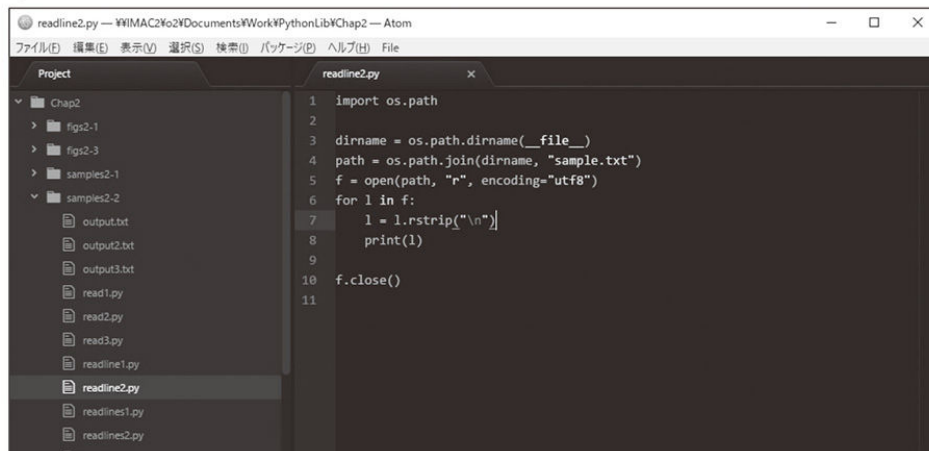 readline2.py — ¥¥IMAC2¥o2¥Documents¥Work¥PythonLib¥Chap2 — Atom
ファイル(F) 編集(E) 表示(V) 選択(S) 検索(I) パッケージ(P) ヘルプ(H) File
Project
Chap2
figs2-1
figs2-3
samples2-1
samples2-2
output.txt
output2.txt
output3.txt
read1.py
read2.py
read3.py
readline1.py
readline2.py
readlines1.py
readlines2.py
readline2.py
1 import os.path
2
3 dirname = os.path.dirname(__file__)
4 path = os.path.join(dirname, "sample.txt")
5 f = open(path, "r", encoding="utf8")
6 for l in f:
7     l = l.rstrip("\n")
8     print(l)
9
10 f.close()
11